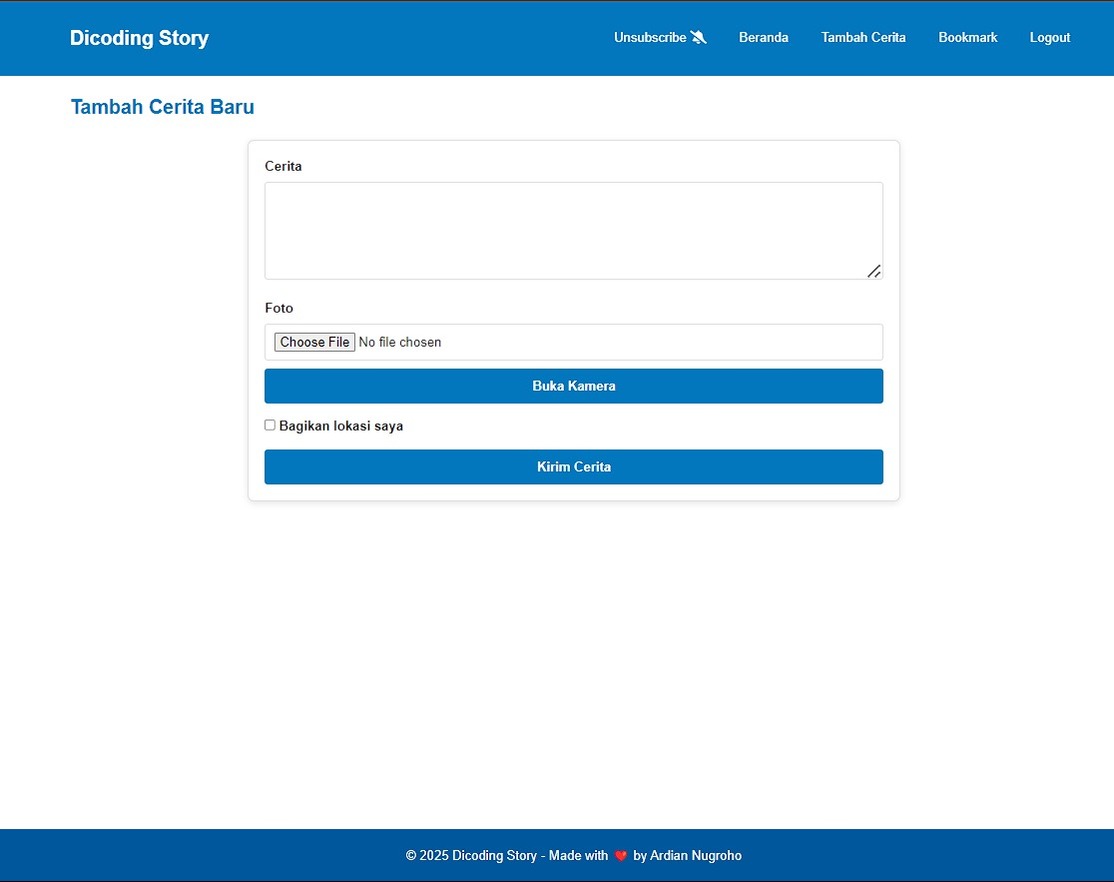 Dicoding Story
Unsubscribe Beranda Tambah Cerita Bookmark Logout
Tambah Cerita Baru
Cerita
Foto
Choose File No file chosen
Buka Kamera
Bagikan lokasi saya
Kirim Cerita
© 2025 Dicoding Story - Made with ❤️ by Ardian Nugroho